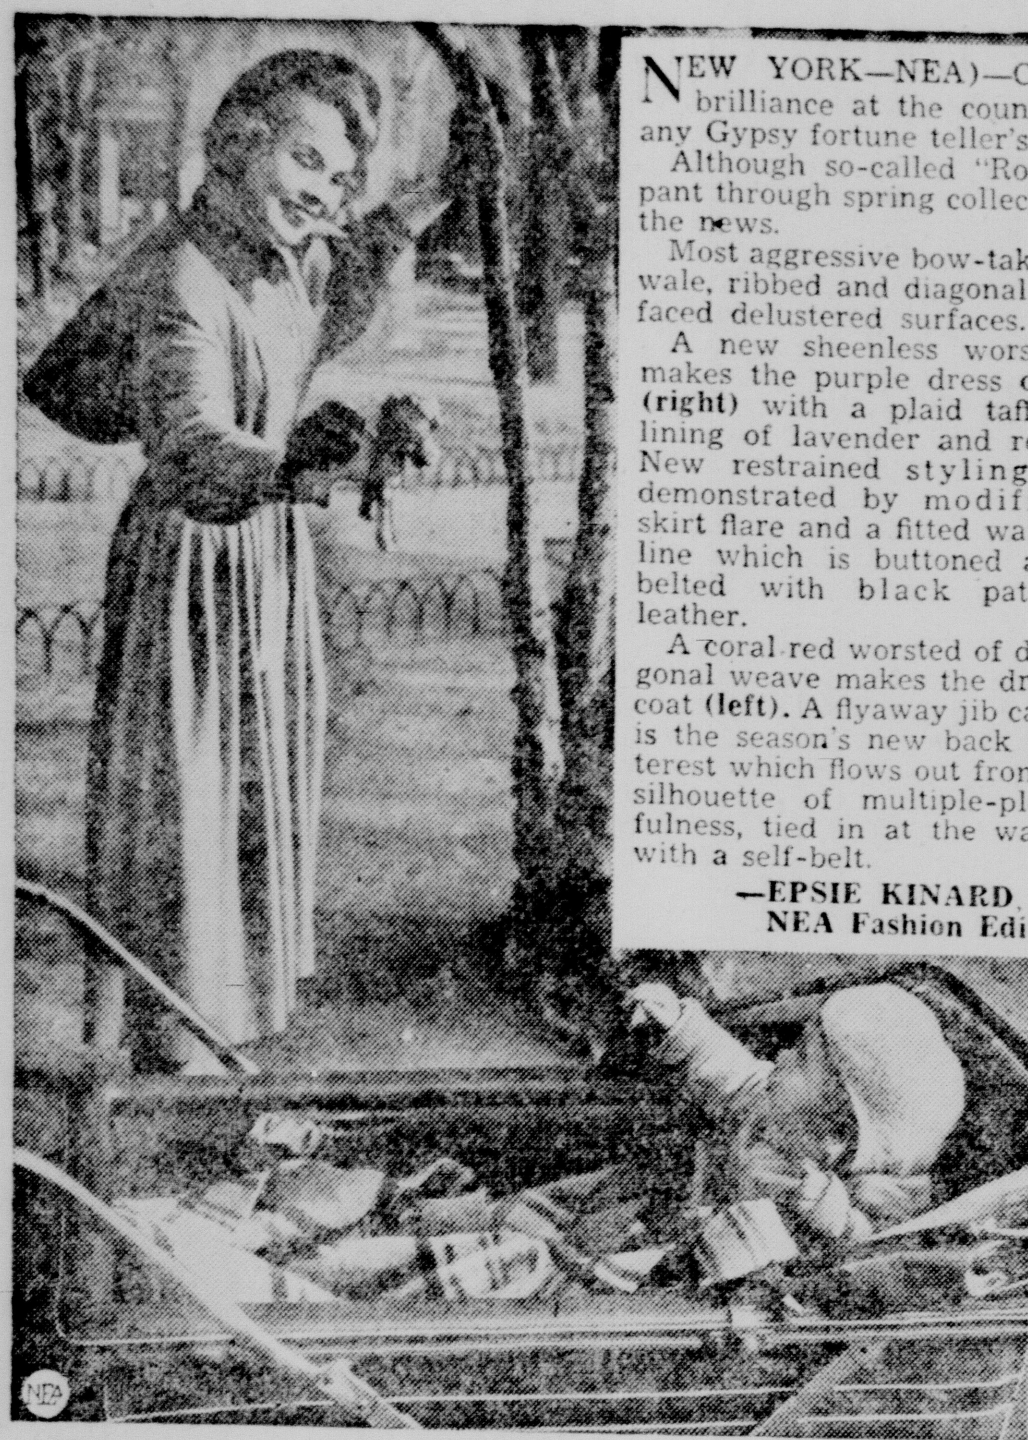 NEW YORK—NEA)—C
brilliance at the coun
any Gypsy fortune teller's
Although so-called "Ro
pant through spring collec
the news.
Most aggressive bow-tak
wale, ribbed and diagonal
faced delustered surfaces.
A new sheenless wors
makes the purple dress
(right) with a plaid taf
lining of lavender and re
New restrained styling
demonstrated by modif
skirt flare and a fitted wa
line which is buttoned a
belted with black pat
leather.
A coral red worsted of d
gonal weave makes the dr
coat (left). A flyaway jib ca
is the season's new back
terest which flows out from
silhouette of multiple-pl
fulness, tied in at the wa
with a self-belt.
—EPSIE KINARD,
NEA Fashion Edi
NEA